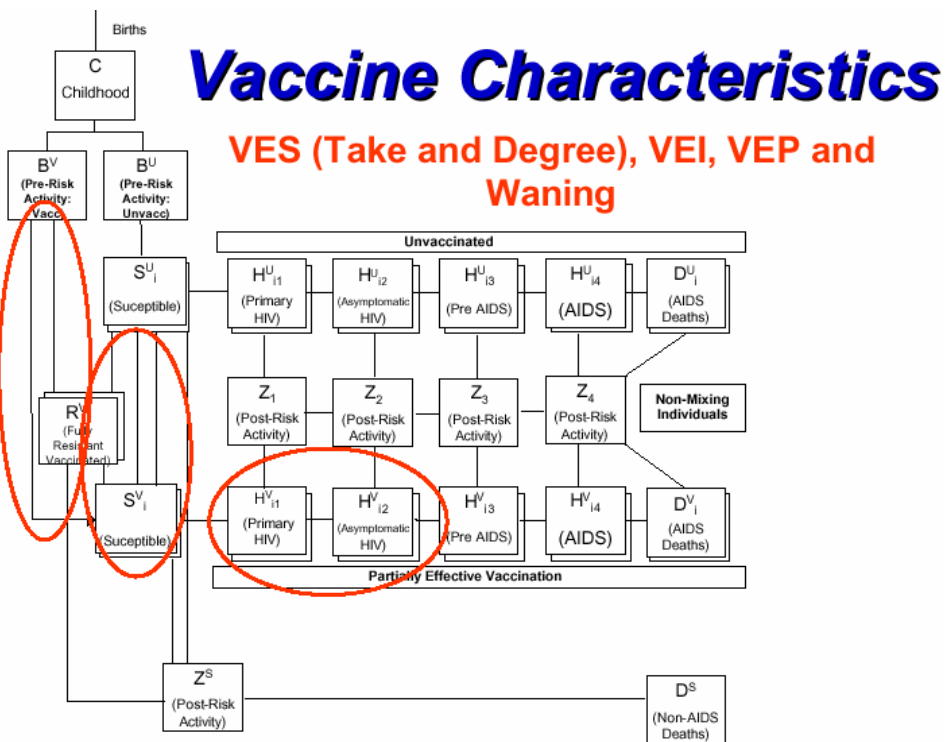 Births
C
Childhood
Vaccine Characteristics
VES (Take and Degree), VEI, VEP and
Waning
B^V
(Pre-Risk
Activity:
Vacc)
B^U
(Pre-Risk
Activity:
Unvacc)
Unvaccinated
S^U_i
(Suceptible)
H^U_i1
(Primary
HIV)
H^U_i2
(Asymptomatic
HIV)
H^U_i3
(Pre AIDS)
H^U_i4
(AIDS)
D^U_i
(AIDS
Deaths)
Z_1
(Post-Risk
Activity)
Z_2
(Post-Risk
Activity)
Z_3
(Post-Risk
Activity)
Z_4
(Post-Risk
Activity)
Non-Mixing
Individuals
R^V
(Fully
Resistant
Vaccinated)
S^V_i
(Suceptible)
H^V_i1
(Primary
HIV)
H^V_i2
(Asymptomatic
HIV)
H^V_i3
(Pre AIDS)
H^V_i4
(AIDS)
D^V_i
(AIDS
Deaths)
Partially Effective Vaccination
Z^S
(Post-Risk
Activity)
D^S
(Non-AIDS
Deaths)